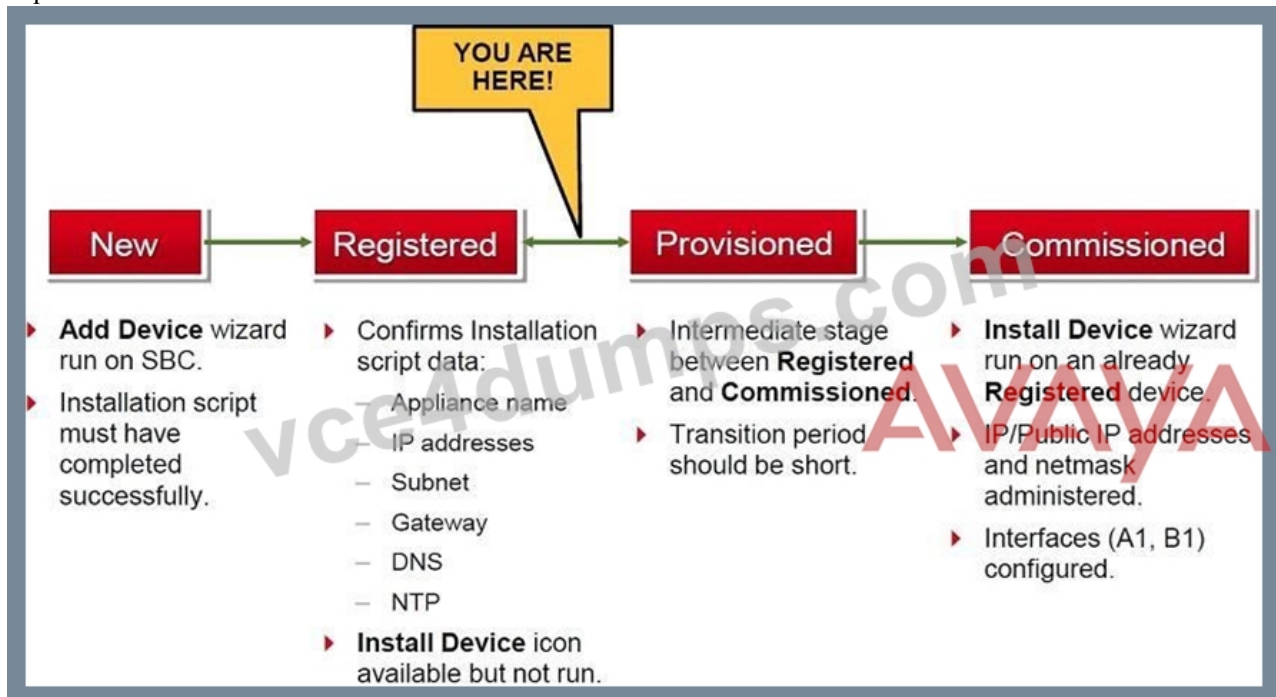 YOU ARE
HERE!
New
Registered
Provisioned
Commissioned
▸ Add Device wizard
run on SBC.
▸ Installation script
must have
completed
successfully.
▸ Confirms Installation
script data:
– Appliance name
– IP addresses
– Subnet
– Gateway
– DNS
– NTP
▸ Install Device icon
available but not run.
▸ Intermediate stage
between Registered
and Commissioned.
▸ Transition period
should be short.
▸ Install Device wizard
run on an already
Registered device.
▸ IP/Public IP addresses
and netmask
administered.
▸ Interfaces (A1, B1)
configured.
vce4dumps.com
AVAYA